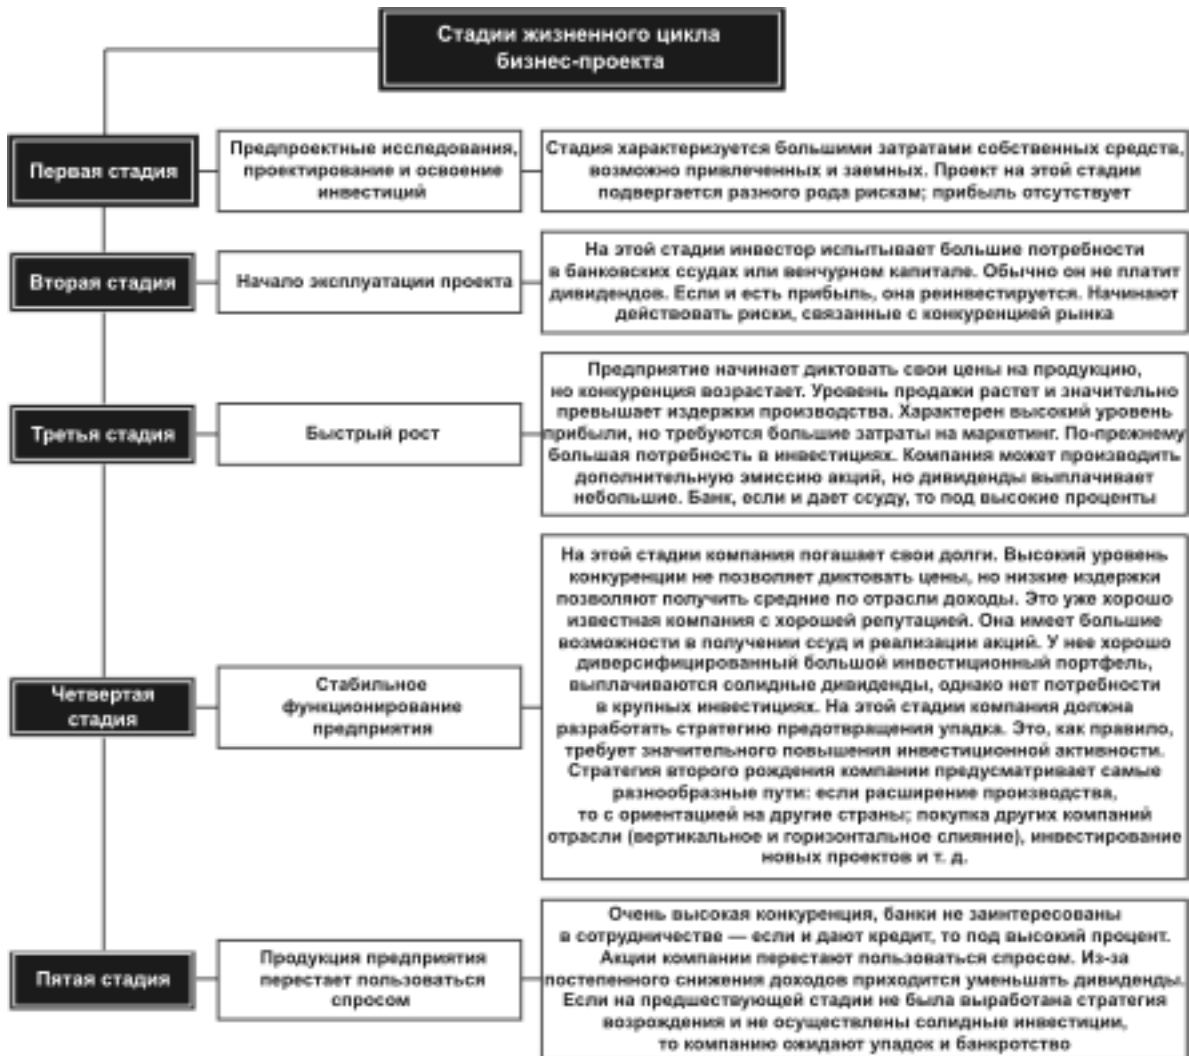 Стадии жизненного цикла
бизнес-проекта
Первая стадия
Предпроектные исследования,
проектирование и освоение
инвестиций
Стадия характеризуется большими затратами собственных средств,
возможно привлеченных и заемных. Проект на этой стадии
подвергается разного рода рискам; прибыль отсутствует
Вторая стадия
Начало эксплуатации проекта
На этой стадии инвестор испытывает большие потребности
в банковских ссудах или венчурном капитале. Обычно он не платит
дивидендов. Если и есть прибыль, она реинвестируется. Начинают
действовать риски, связанные с конкуренцией рынка
Третья стадия
Быстрый рост
Предприятие начинает диктовать свои цены на продукцию,
но конкуренция возрастает. Уровень продажи растет и значительно
превышает издержки производства. Характерен высокий уровень
прибыли, но требуются большие затраты на маркетинг. По-прежнему
большая потребность в инвестициях. Компания может производить
дополнительную эмиссию акций, но дивиденды выплачивает
небольшие. Банк, если и дает ссуду, то под высокие проценты
Четвертая
стадия
Стабильное
функционирование
предприятия
На этой стадии компания погашает свои долги. Высокий уровень
конкуренции не позволяет диктовать цены, но низкие издержки
позволяют получить средние по отрасли доходы. Это уже хорошо
известная компания с хорошей репутацией. Она имеет большие
возможности в получении ссуд и реализации акций. У нее хорошо
диверсифицированный большой инвестиционный портфель,
выплачиваются солидные дивиденды, однако нет потребности
в крупных инвестициях. На этой стадии компания должна
разработать стратегию предотвращения упадка. Это, как правило,
требует значительного повышения инвестиционной активности.
Стратегия второго рождения компании предусматривает самые
разнообразные пути: если расширение производства,
то с ориентацией на другие страны; покупка других компаний
отрасли (вертикальное и горизонтальное слияние), инвестирование
новых проектов и т. д.
Пятая стадия
Продукция предприятия
перестает пользоваться
спросом
Очень высокая конкуренция, банки не заинтересованы
в сотрудничестве — если и дают кредит, то под высокий процент.
Акции компании перестают пользоваться спросом. Из-за
постепенного снижения доходов приходится уменьшать дивиденды.
Если на предшествующей стадии не была выработана стратегия
возрождения и не осуществлены солидные инвестиции,
то компанию ожидают упадок и банкротство